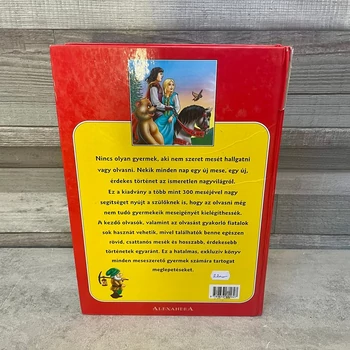 Nincs olyan gyermek, aki nem szeret mesét hallgatni
vagy olvasni. Nekik minden nap egy új mese, egy új,
érdekes történet az ismeretlen nagyvilágról.
Ez a kiadvány a több mint 300 meséjével nagy
segítséget nyújt a szülőknek is, hogy az olvasni még
nem tudó gyermekeik meseigényét kielégíthessék.
A kezdő olvasók, valamint az olvasást gyakorló fiatalok
sok hasznát vehetik, mivel találhatók benne egészen
rövid, csattanós mesék és hosszabb, érdekesebb
történetek egyaránt. Ez a hatalmas, exkluzív könyv
minden meseszerető gyermek számára tartogat
meglepetéseket.
ALEXANDRA